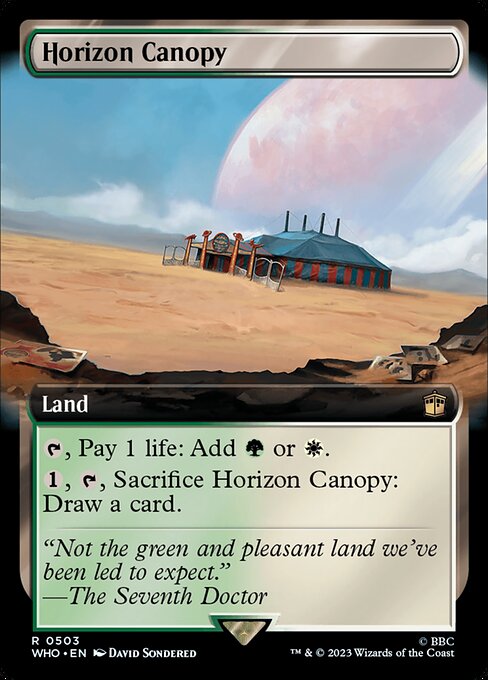 Horizon Canopy
Land
, Pay 1 life: Add or .
1, , Sacrifice Horizon Canopy:
Draw a card.
“Not the green and pleasant land we’ve
been led to expect.”
—The Seventh Doctor
R 0503
WHO • EN DAVID SONDERED
© BBC
™ & © 2023 Wizards of the Coast